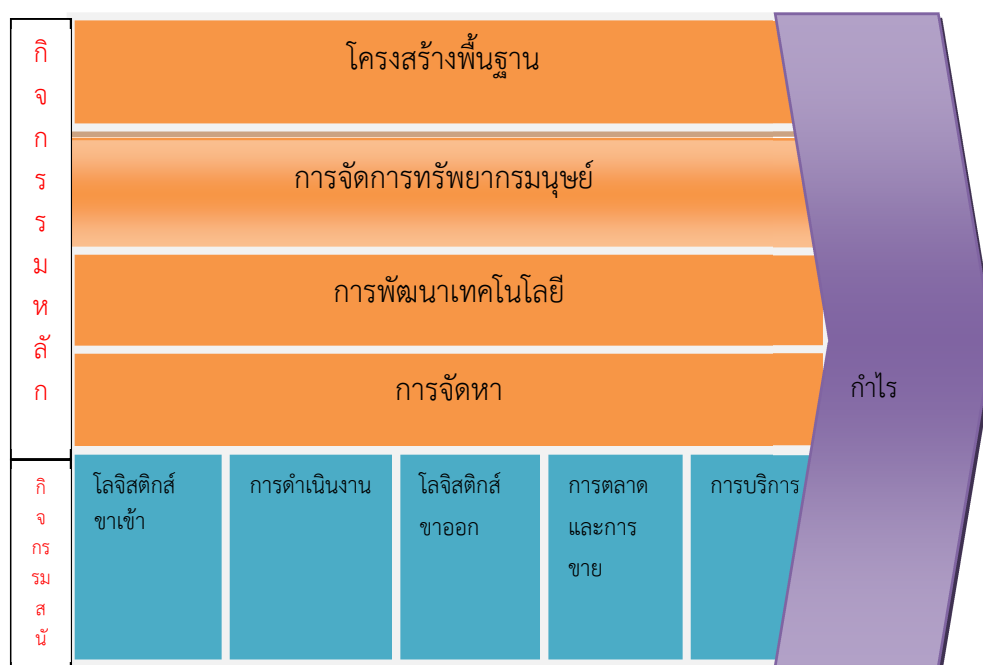 กิ
จ
ก
ร
ร
ม
ห
ลั
ก
โครงสร้างพื้นฐาน
การจัดการทรัพยากรมนุษย์
การพัฒนาเทคโนโลยี
การจัดหา
กำไร
กิ
จ
กร
รม
ส
นั
โลจิสติกส์
ขาเข้า
การดำเนินงาน
โลจิสติกส์
ขาออก
การตลาด
และการ
ขาย
การบริการ